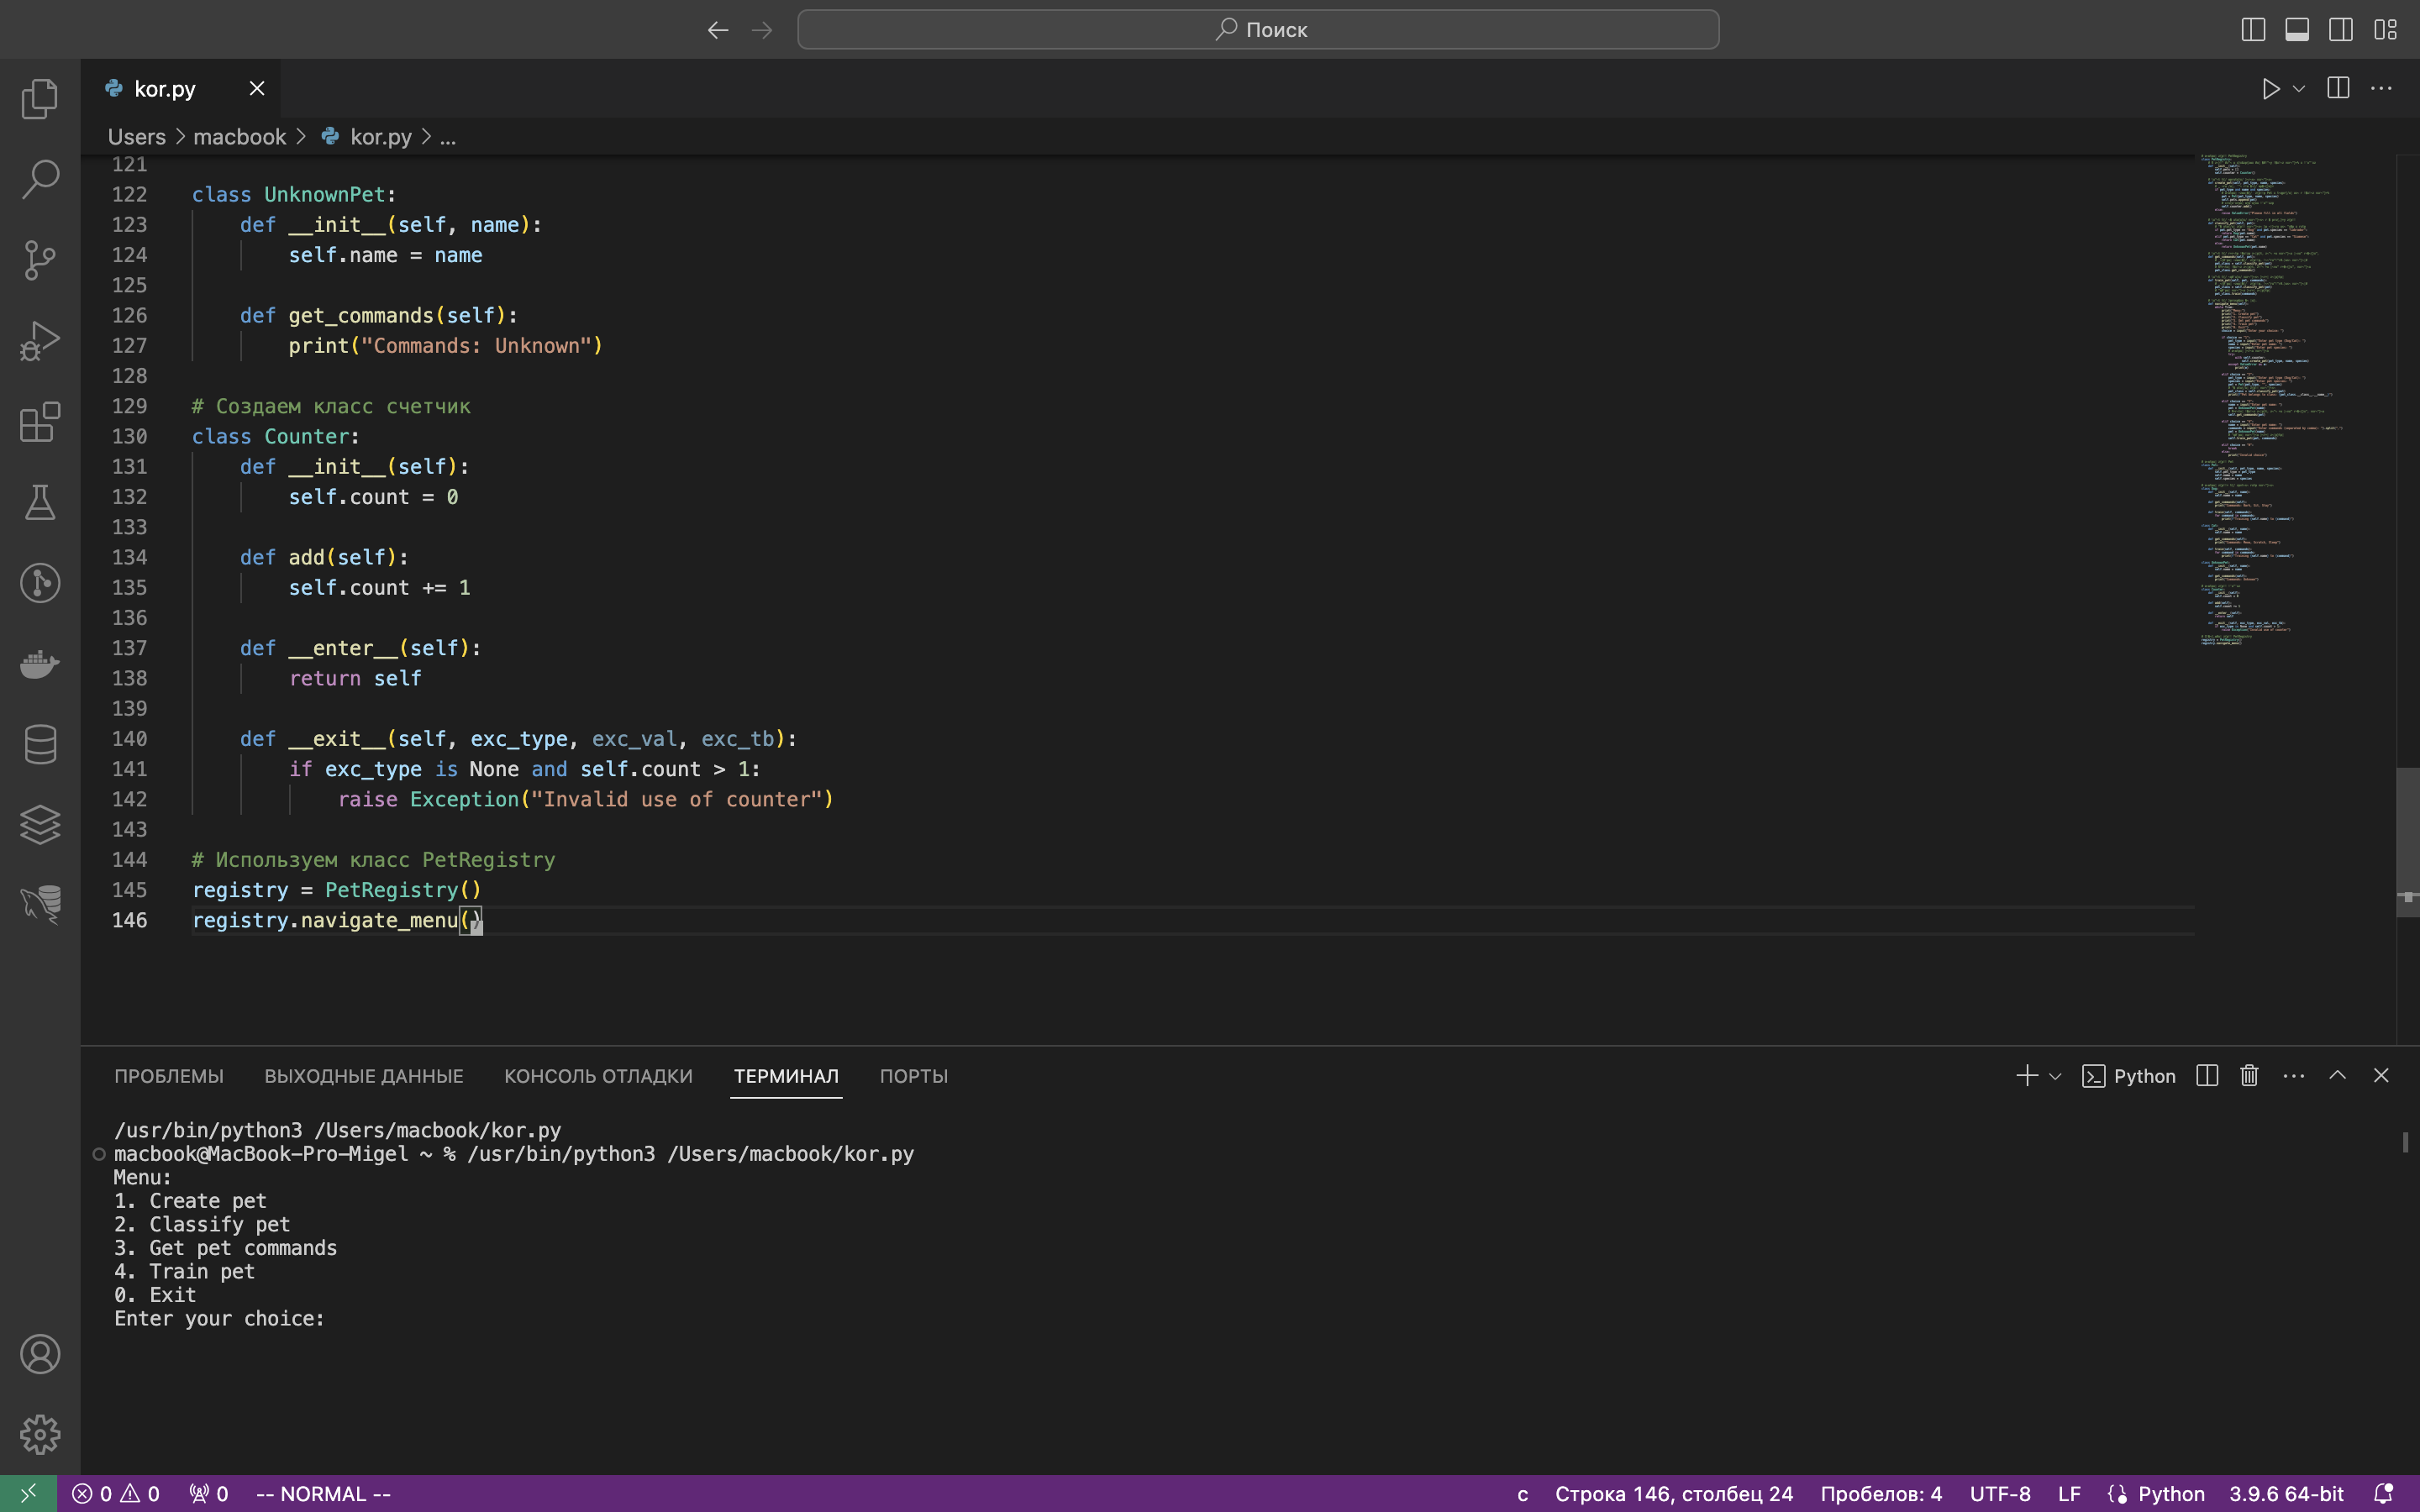 Поиск
kor.py
Users > macbook > kor.py > ...
121
122 class UnknownPet:
123     def __init__(self, name):
124         self.name = name
125
126     def get_commands(self):
127         print("Commands: Unknown")
128
129 # Создаем класс счетчик
130 class Counter:
131     def __init__(self):
132         self.count = 0
133
134     def add(self):
135         self.count += 1
136
137     def __enter__(self):
138         return self
139
140     def __exit__(self, exc_type, exc_val, exc_tb):
141         if exc_type is None and self.count > 1:
142             raise Exception("Invalid use of counter")
143
144 # Используем класс PetRegistry
145 registry = PetRegistry()
146 registry.navigate_menu()
ПРОБЛЕМЫ ВЫХОДНЫЕ ДАННЫЕ КОНСОЛЬ ОТЛАДКИ ТЕРМИНАЛ ПОРТЫ Python
/usr/bin/python3 /Users/macbook/kor.py
macbook@MacBook-Pro-Migel ~ % /usr/bin/python3 /Users/macbook/kor.py
Menu:
1. Create pet
2. Classify pet
3. Get pet commands
4. Train pet
0. Exit
Enter your choice:
0 0 0 -- NORMAL -- c Строка 146, столбец 24 Пробелов: 4 UTF-8 LF Python 3.9.6 64-bit